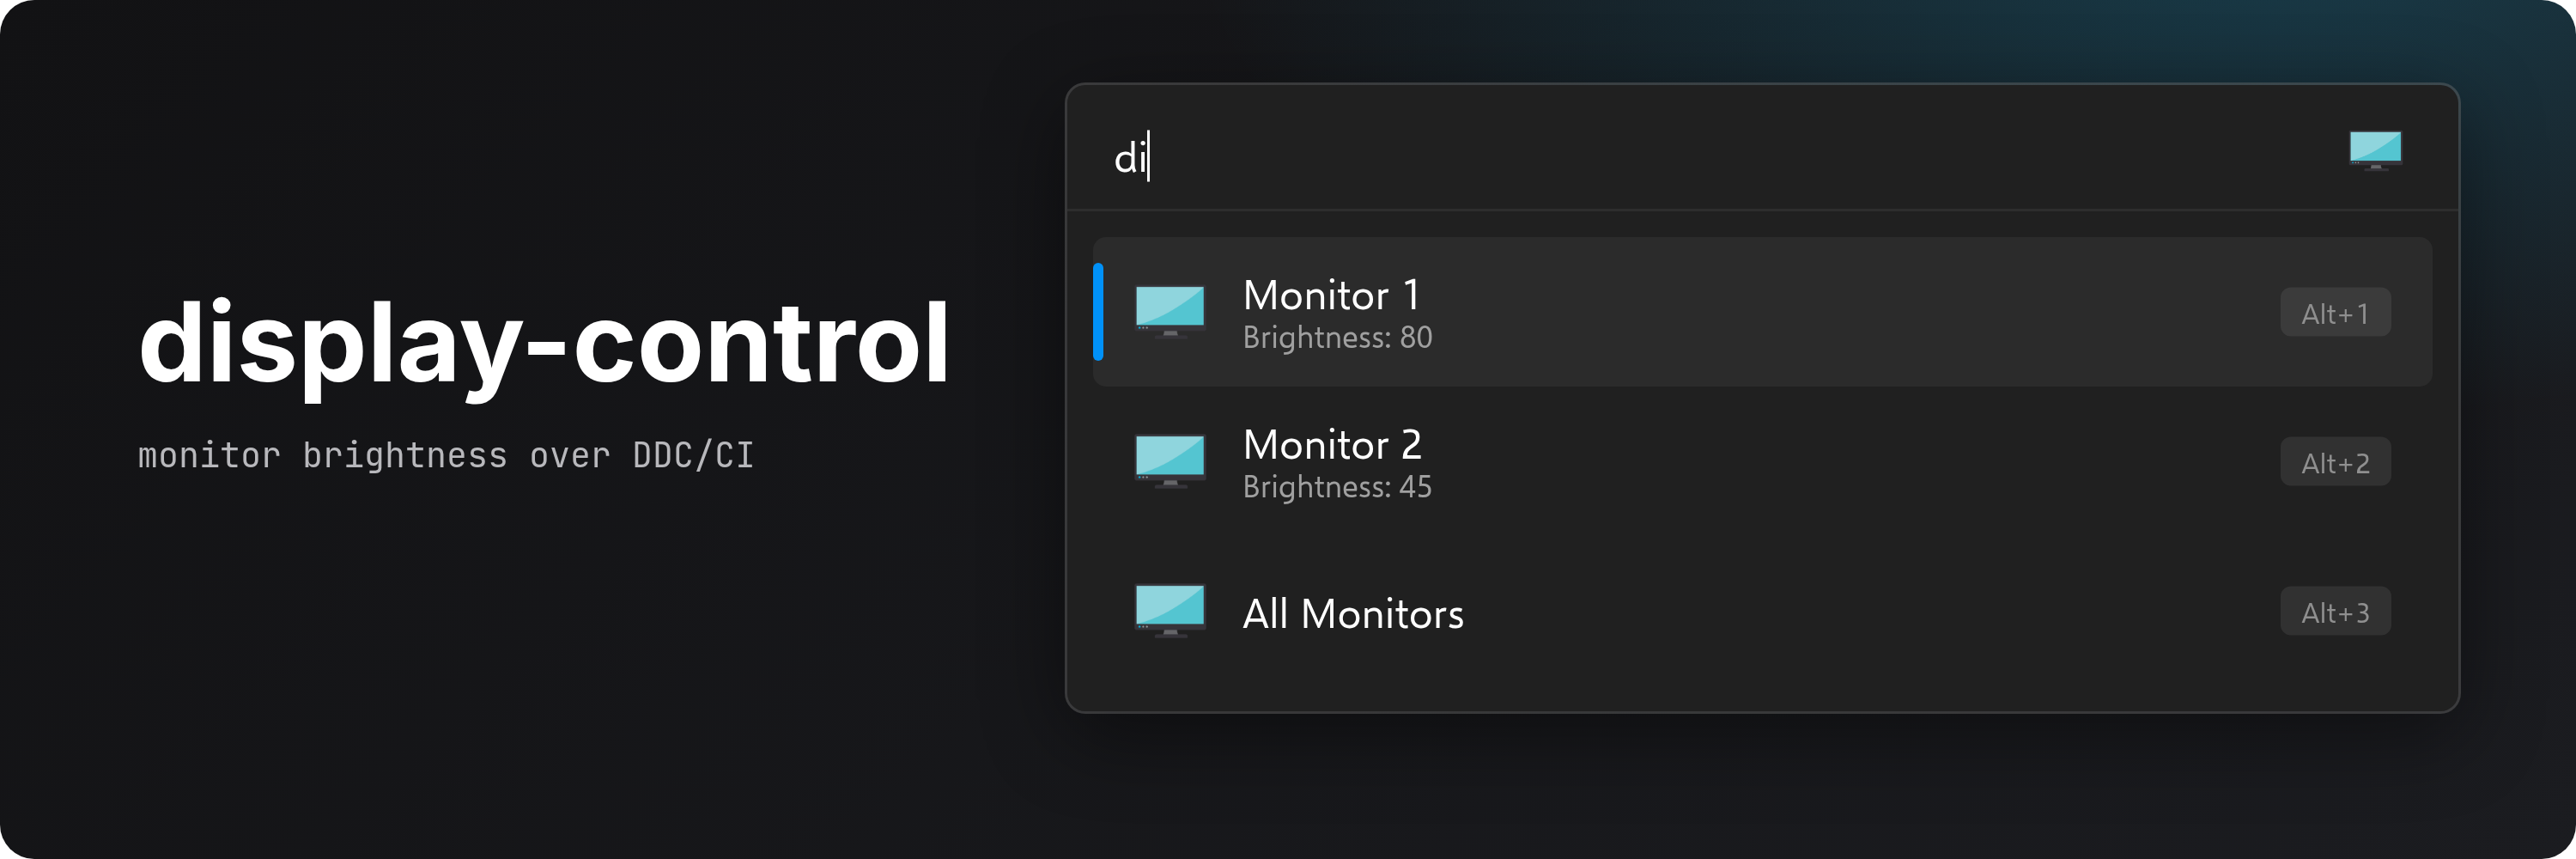 display-control
monitor brightness over DDC/CI
di
Monitor 1
Brightness: 80
Alt+1
Monitor 2
Brightness: 45
Alt+2
All Monitors
Alt+3